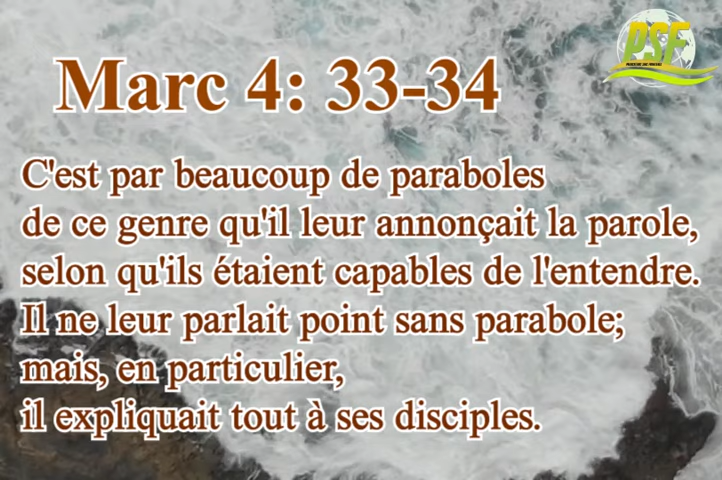 PSF
Marc 4: 33-34
C'est par beaucoup de paraboles
de ce genre qu'il leur annonçait la parole,
selon qu'ils étaient capables de l'entendre.
Il ne leur parlait point sans parabole;
mais, en particulier,
il expliquait tout à ses disciples.